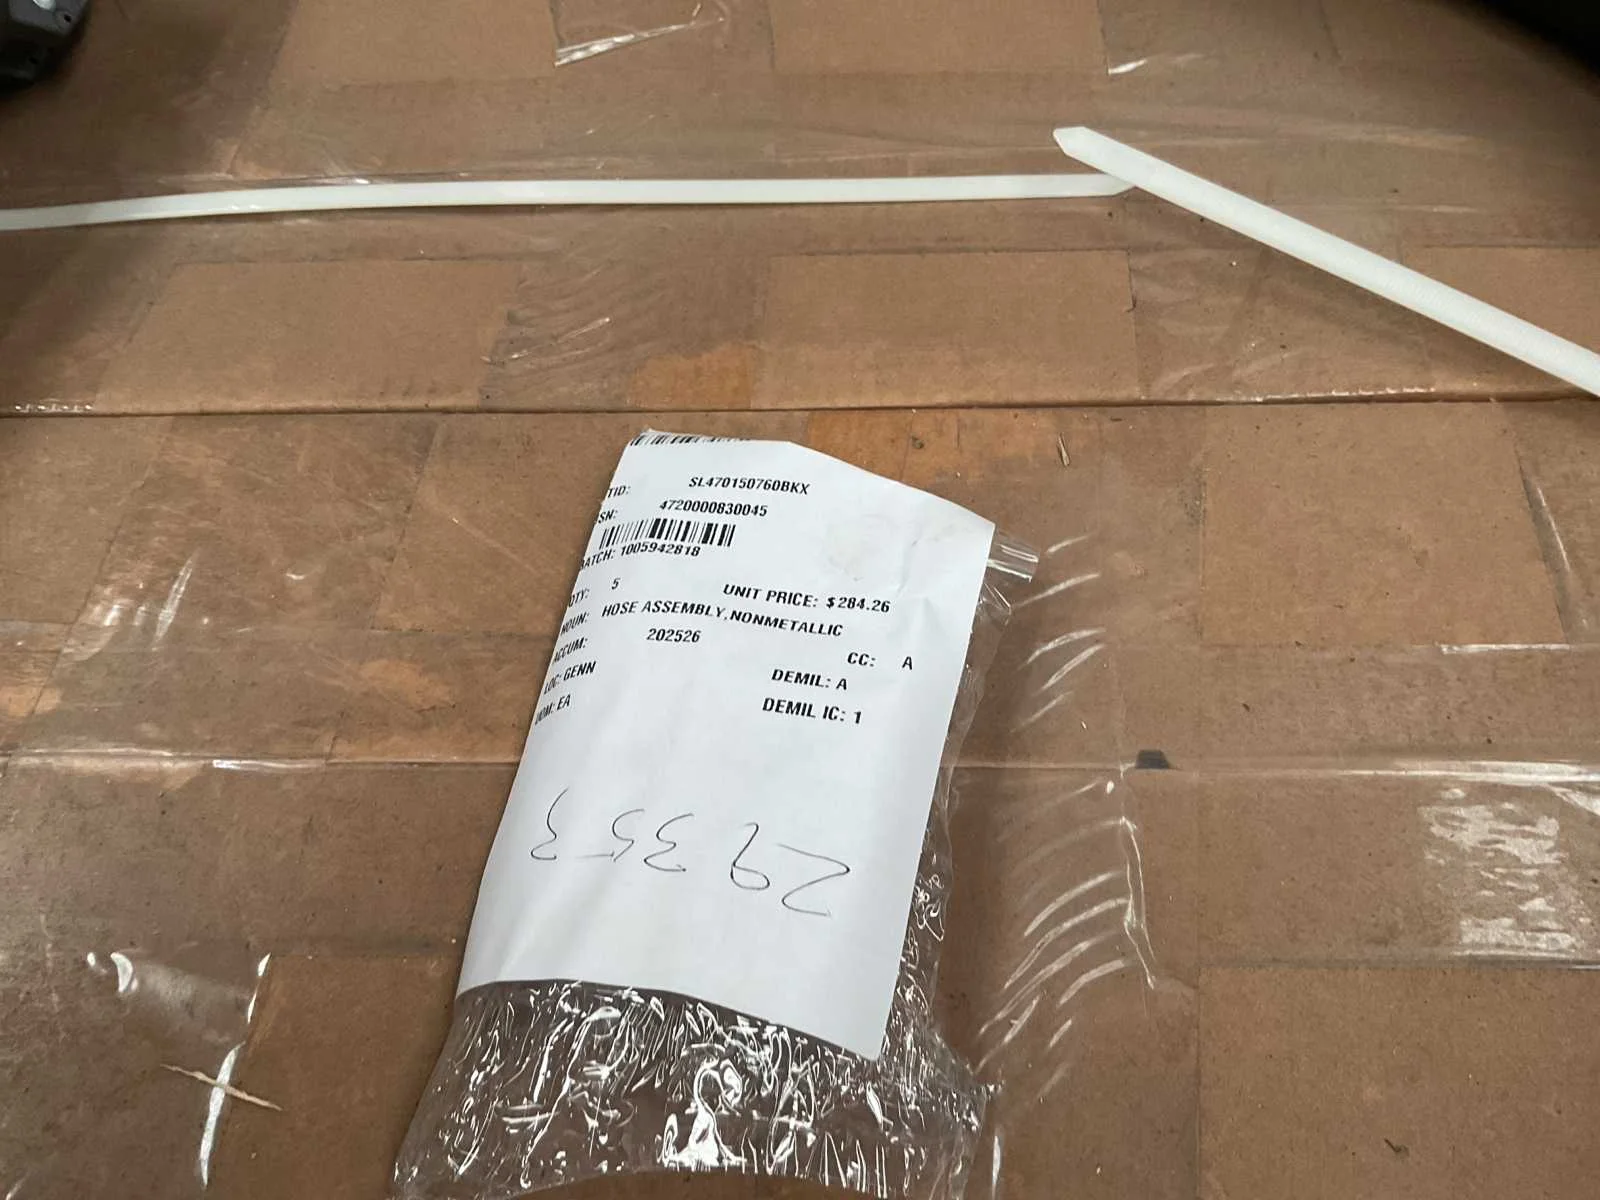 TID: SL470150760BKX
SN: 4720000830045
BATCH: 1005942818
QTY: 5 UNIT PRICE: $284.26
NOUN: HOSE ASSEMBLY,NONMETALLIC
ACCUM: 202526
CC: A
LOC: GENN DEMIL: A
UOM: EA DEMIL IC: 1
29353